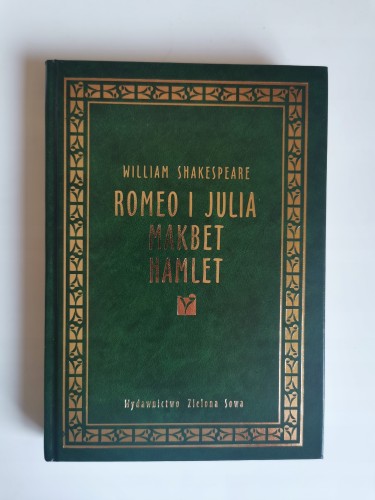 WILLIAM SHAKESPEARE
ROMEO I JULIA
MAKBET
HAMLET
Wydawnictwo Zielona Sowa